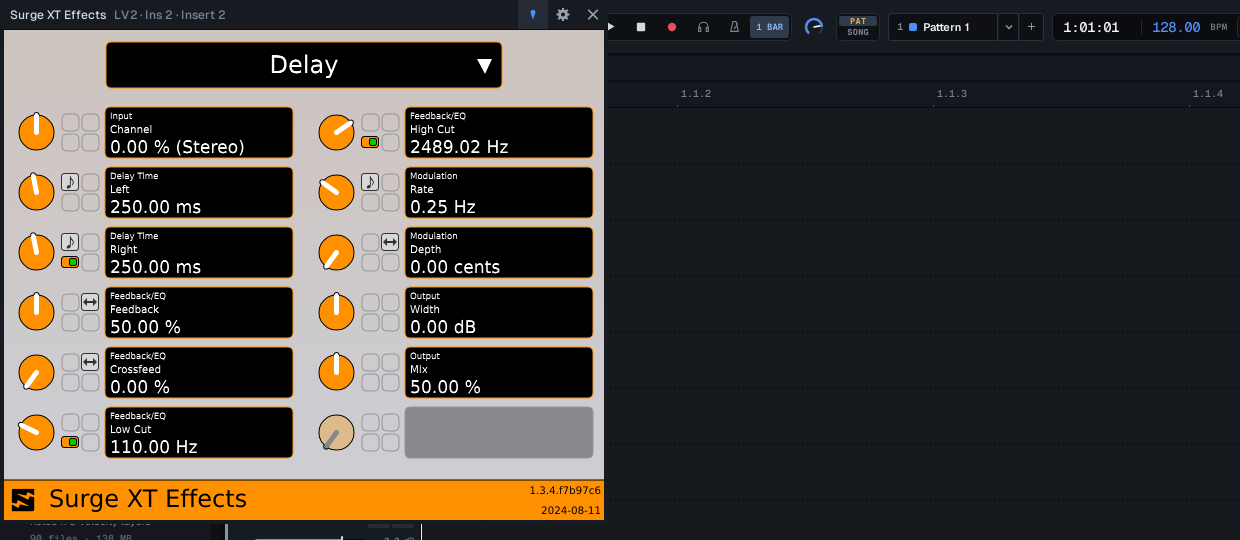 Surge XT Effects LV2 · Ins 2 · Insert 2
1 BAR
PAT
SONG
1 Pattern 1
1:01:01
128.00 BPM
Delay
1.1.2
1.1.3
1.1.4
Input
Channel
0.00 % (Stereo)
Feedback/EQ
High Cut
2489.02 Hz
Delay Time
Left
250.00 ms
Modulation
Rate
0.25 Hz
Delay Time
Right
250.00 ms
Modulation
Depth
0.00 cents
Feedback/EQ
Feedback
50.00 %
Output
Width
0.00 dB
Feedback/EQ
Crossfeed
0.00 %
Output
Mix
50.00 %
Feedback/EQ
Low Cut
110.00 Hz
Surge XT Effects
1.3.4.f7b97c6
2024-08-11
90 files · 138 MB